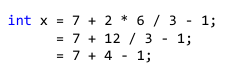 int x = 7 + 2 * 6 / 3 - 1;
= 7 + 12 / 3 - 1;
= 7 + 4 - 1;